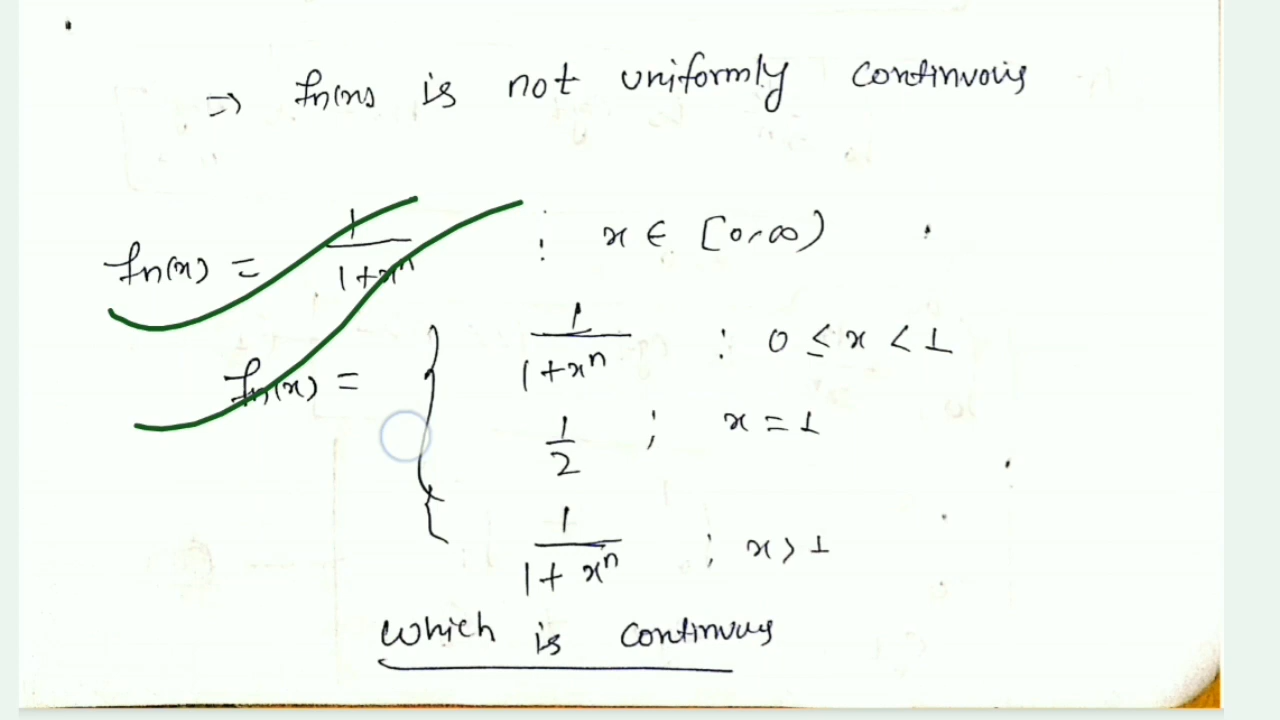 ⇒ fn(x) is not uniformly continuous
fn(x) = 1/(1+x^n) : x ∈ [0,∞)
fn(x) = { 1/(1+x^n) : 0 ≤ x < 1
1/2 ; x = 1
1/(1+x^n) ; x > 1
which is continuous